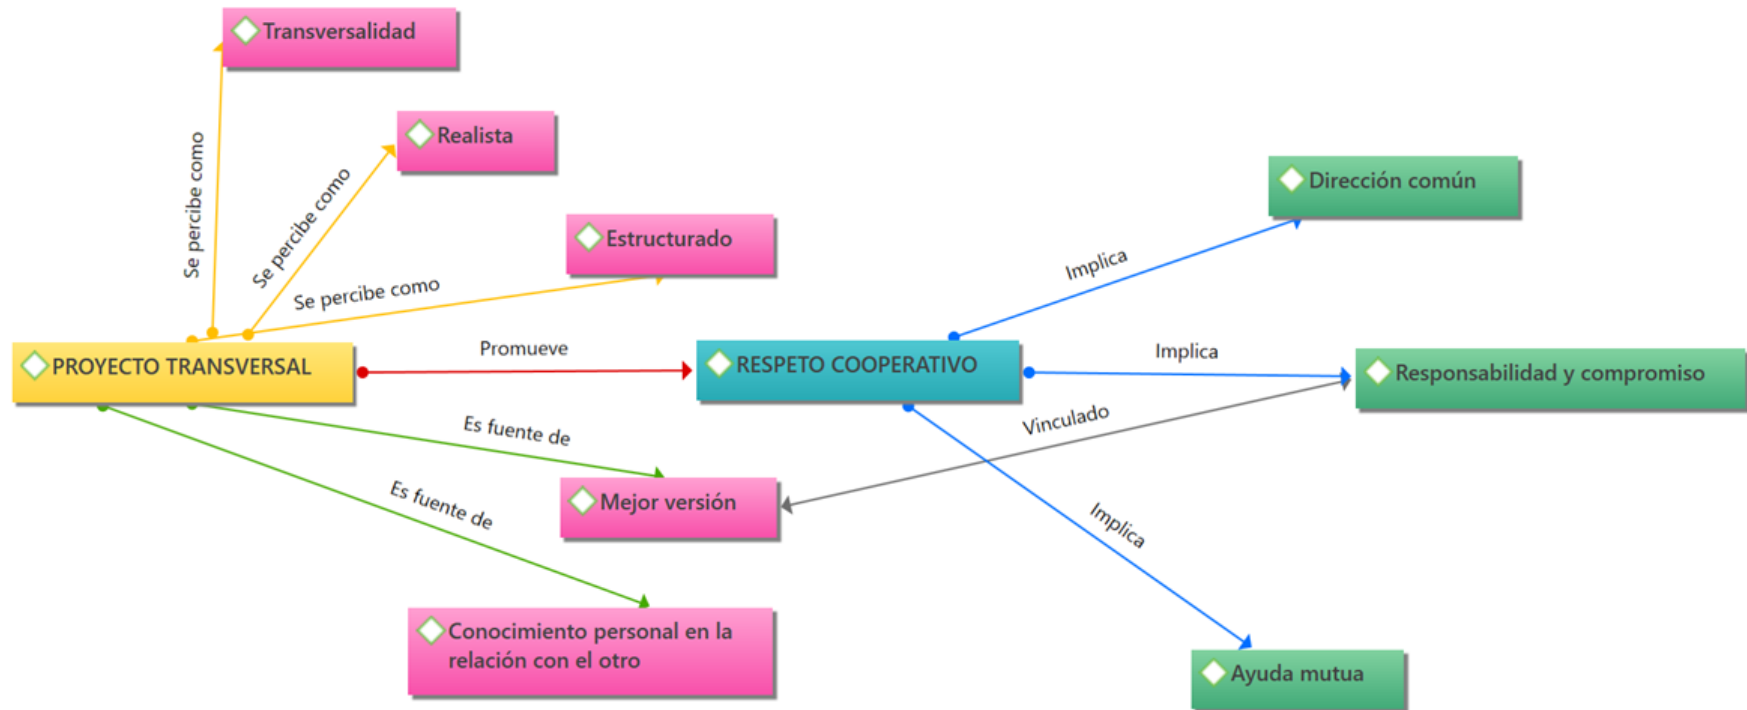 Transversalidad
Se percibe como
Realista
Se percibe como
Estructurado
Se percibe como
PROYECTO TRANSVERSAL
Promueve
RESPETO COOPERATIVO
Implica
Dirección común
Implica
Responsabilidad y compromiso
Vinculado
Es fuente de
Mejor versión
Es fuente de
Conocimiento personal en la
relación con el otro
Implica
Ayuda mutua